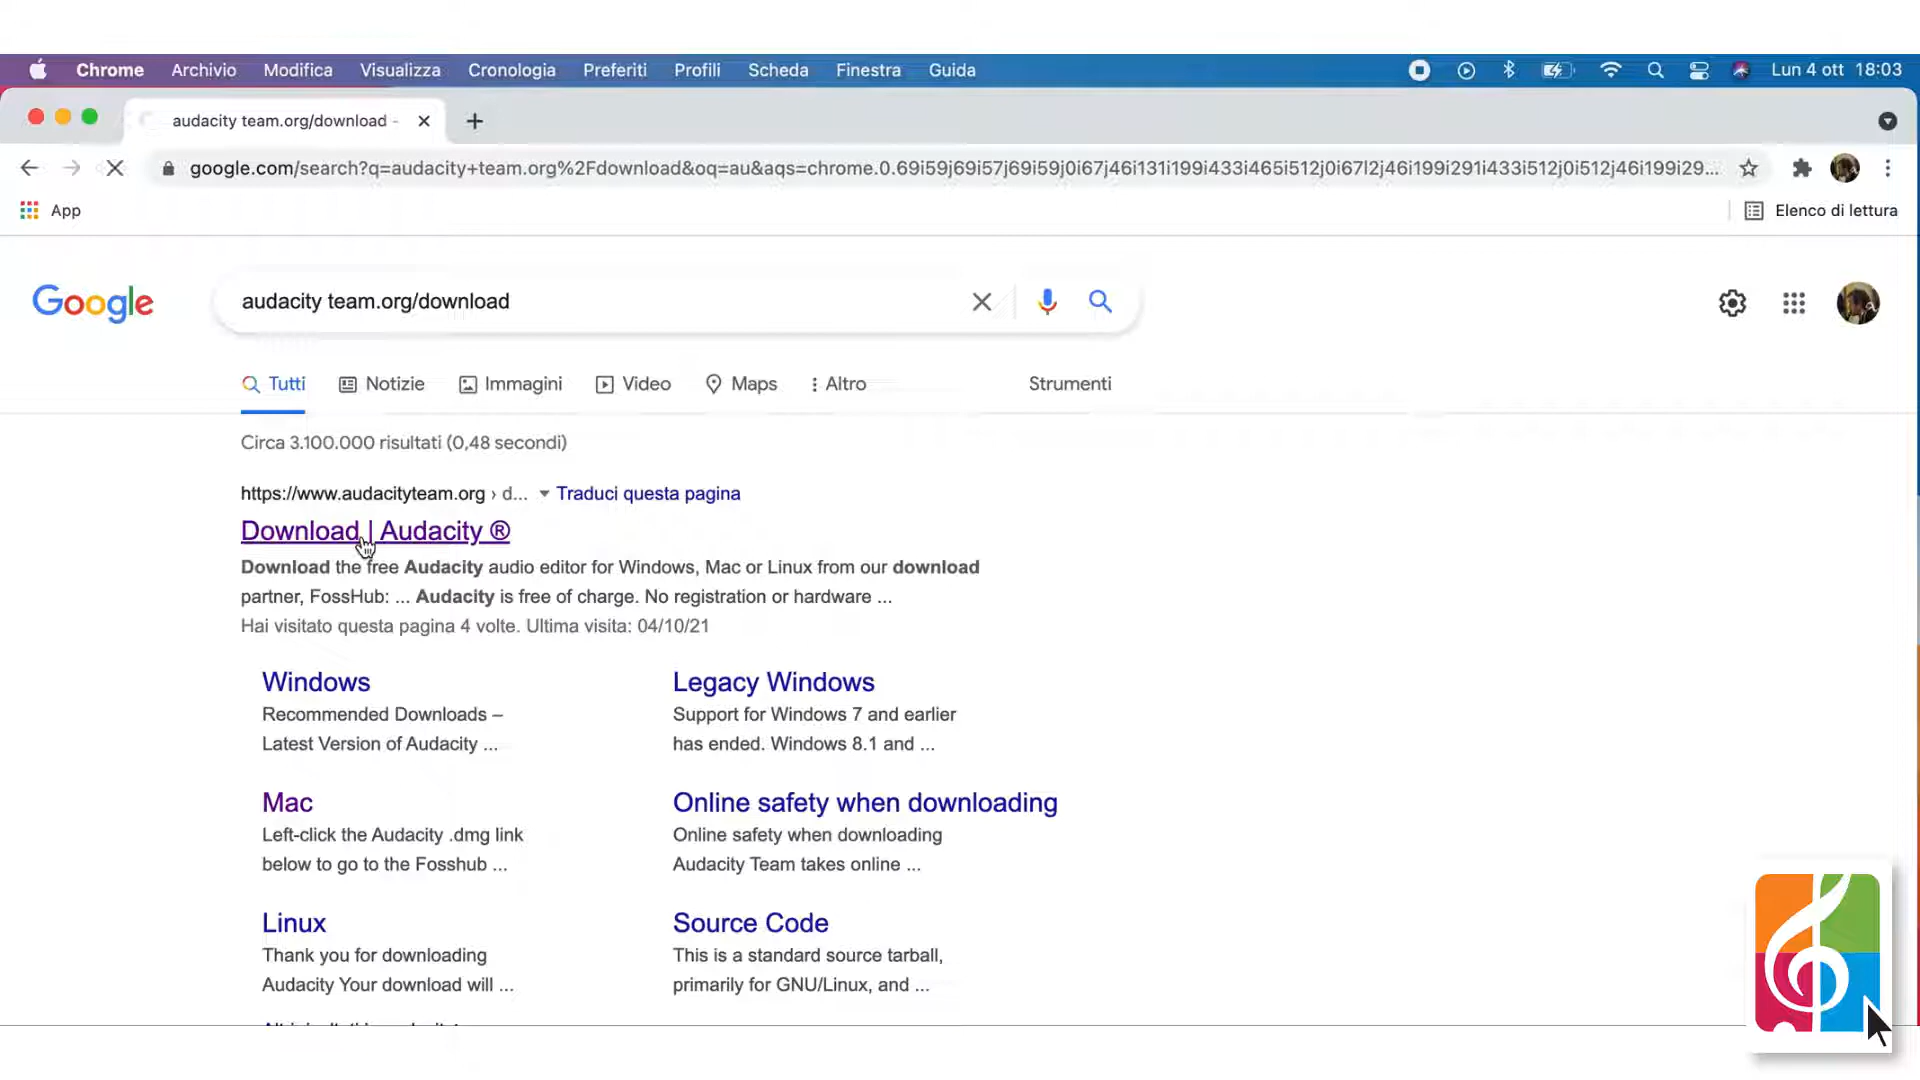 Chrome Archivio Modifica Visualizza Cronologia Preferiti Profili Scheda Finestra Guida Lun 4 ott 18:03
audacity team.org/download -
google.com/search?q=audacity+team.org%2Fdownload&oq=au&aqs=chrome.0.69i59j69i57j69i59j0i67j46i131i199i433i465i512j0i67l2j46i199i291i433i512j0i512j46i199i29...
App Elenco di lettura
Google audacity team.org/download
Tutti Notizie Immagini Video Maps Altro Strumenti
Circa 3.100.000 risultati (0,48 secondi)
https://www.audacityteam.org › d... Traduci questa pagina
Download | Audacity ®
Download the free Audacity audio editor for Windows, Mac or Linux from our download
partner, FossHub: ... Audacity is free of charge. No registration or hardware ...
Hai visitato questa pagina 4 volte. Ultima visita: 04/10/21
Windows
Recommended Downloads –
Latest Version of Audacity ...
Legacy Windows
Support for Windows 7 and earlier
has ended. Windows 8.1 and ...
Mac
Left-click the Audacity .dmg link
below to go to the Fosshub ...
Online safety when downloading
Online safety when downloading
Audacity Team takes online ...
Linux
Thank you for downloading
Audacity Your download will ...
Source Code
This is a standard source tarball,
primarily for GNU/Linux, and ...